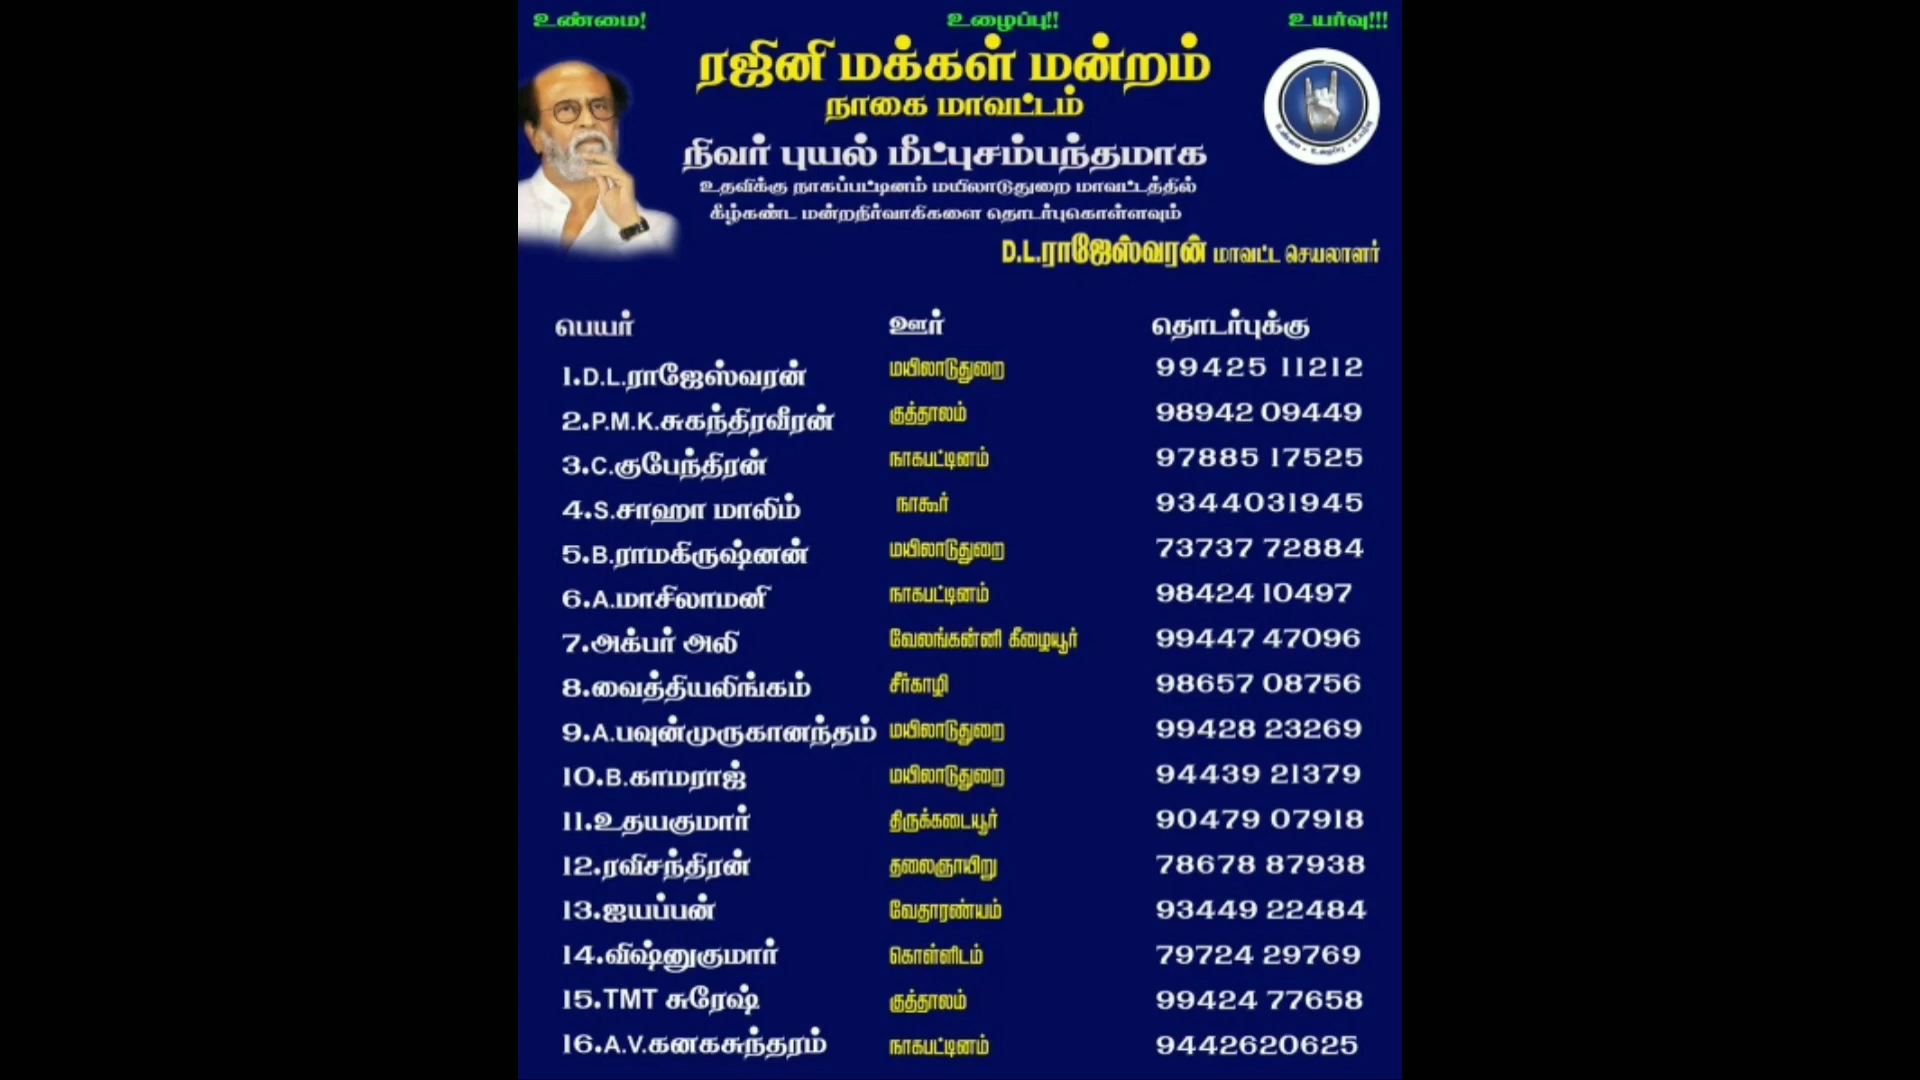 உண்மை! உழைப்பு!! உயர்வு!!!
ரஜினி மக்கள் மன்றம்
நாகை மாவட்டம்
நிவர் புயல் மீட்புசம்பந்தமாக
உதவிக்கு நாகப்பட்டினம் மயிலாடுதுறை மாவட்டத்தில்
கீழ்கண்ட மன்றநிர்வாகிகளை தொடர்புகொள்ளவும்
D.L.ராஜேஸ்வரன் மாவட்ட செயலாளர்
உண்மை • உழைப்பு • உயர்வு
பெயர் ஊர் தொடர்புக்கு
1.D.L.ராஜேஸ்வரன் மயிலாடுதுறை 99425 11212
2.P.M.K.சுகந்திரவீரன் குத்தாலம் 98942 09449
3.C.குபேந்திரன் நாகபட்டினம் 97885 17525
4.S.சாஹா மாலிம் நாகூர் 9344031945
5.B.ராமகிருஷ்னன் மயிலாடுதுறை 73737 72884
6.A.மாசிலாமனி நாகபட்டினம் 98424 10497
7.அக்பர் அலி வேலங்கன்னி கீழையூர் 99447 47096
8.வைத்தியலிங்கம் சீர்காழி 98657 08756
9.A.பவுன்முருகானந்தம் மயிலாடுதுறை 99428 23269
10.B.காமராஜ் மயிலாடுதுறை 94439 21379
11.உதயகுமார் திருக்கடையூர் 90479 07918
12.ரவிசந்திரன் தலைஞாயிறு 78678 87938
13.ஐயப்பன் வேதாரண்யம் 93449 22484
14.விஷ்னுகுமார் கொள்ளிடம் 79724 29769
15.TMT சுரேஷ் குத்தாலம் 99424 77658
16.A.V.கனகசுந்தரம் நாகபட்டினம் 9442620625